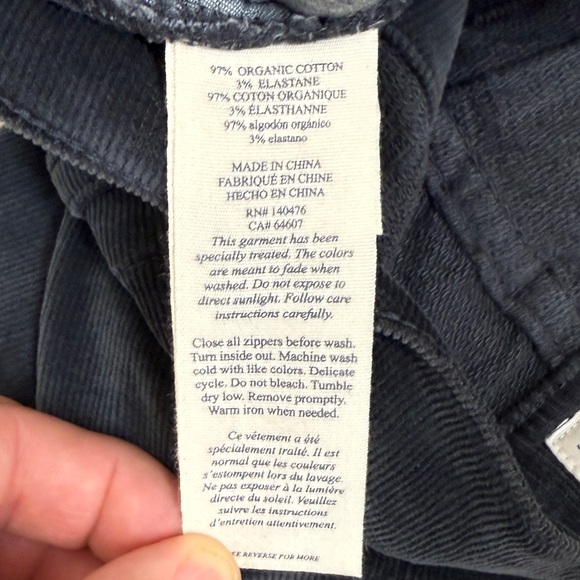 97% ORGANIC COTTON
3% ELASTANE
97% COTON ORGANIQUE
3% ÉLASTHANNE
97% algodón orgánico
3% elastano
MADE IN CHINA
FABRIQUÉ EN CHINE
HECHO EN CHINA
RN# 140476
CA# 64607
This garment has been
specially treated. The colors
are meant to fade when
washed. Do not expose to
direct sunlight. Follow care
instructions carefully.
Close all zippers before wash.
Turn inside out. Machine wash
cold with like colors. Delicate
cycle. Do not bleach. Tumble
dry low. Remove promptly.
Warm iron when needed.
Ce vêtement a été
spécialement traité. Il est
normal que les couleurs
s'estompent lors du lavage.
Ne pas exposer à la lumière
directe du soleil. Veuillez
suivre les instructions
d'entretien attentivement.
REVERSE FOR MORE